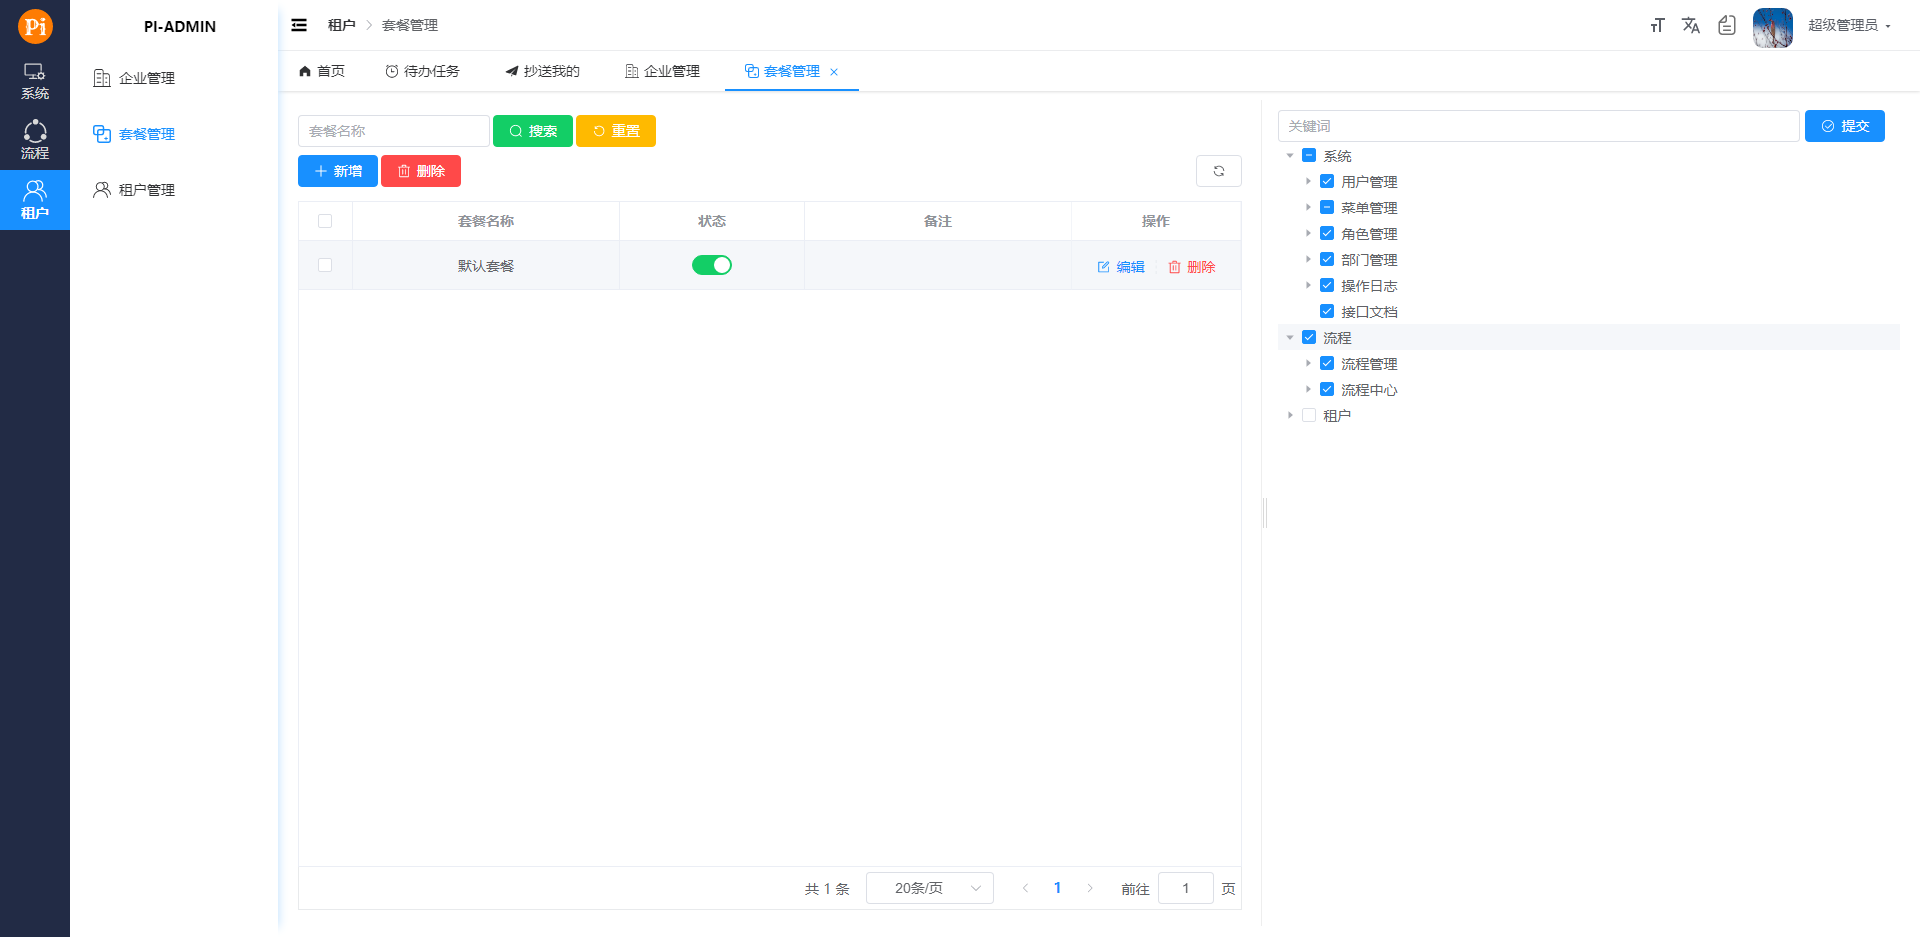 Pi
系统
流程
租户
PI-ADMIN
企业管理
套餐管理
租户管理
租户 套餐管理
超级管理员
首页 待办任务 抄送我的 企业管理 套餐管理
套餐名称 搜索 重置
新增 删除
套餐名称 状态 备注 操作
默认套餐 编辑 删除
共 1 条 20条/页 1 前往 1 页
关键词 提交
系统
用户管理
菜单管理
角色管理
部门管理
操作日志
接口文档
流程
流程管理
流程中心
租户